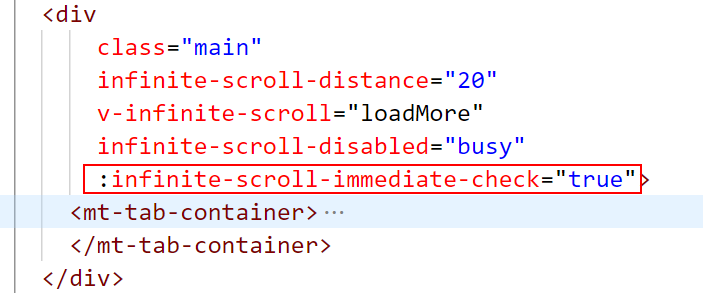 <div
class="main"
infinite-scroll-distance="20"
v-infinite-scroll="loadMore"
infinite-scroll-disabled="busy"
:infinite-scroll-immediate-check="true">
<mt-tab-container>···
</mt-tab-container>
</div>